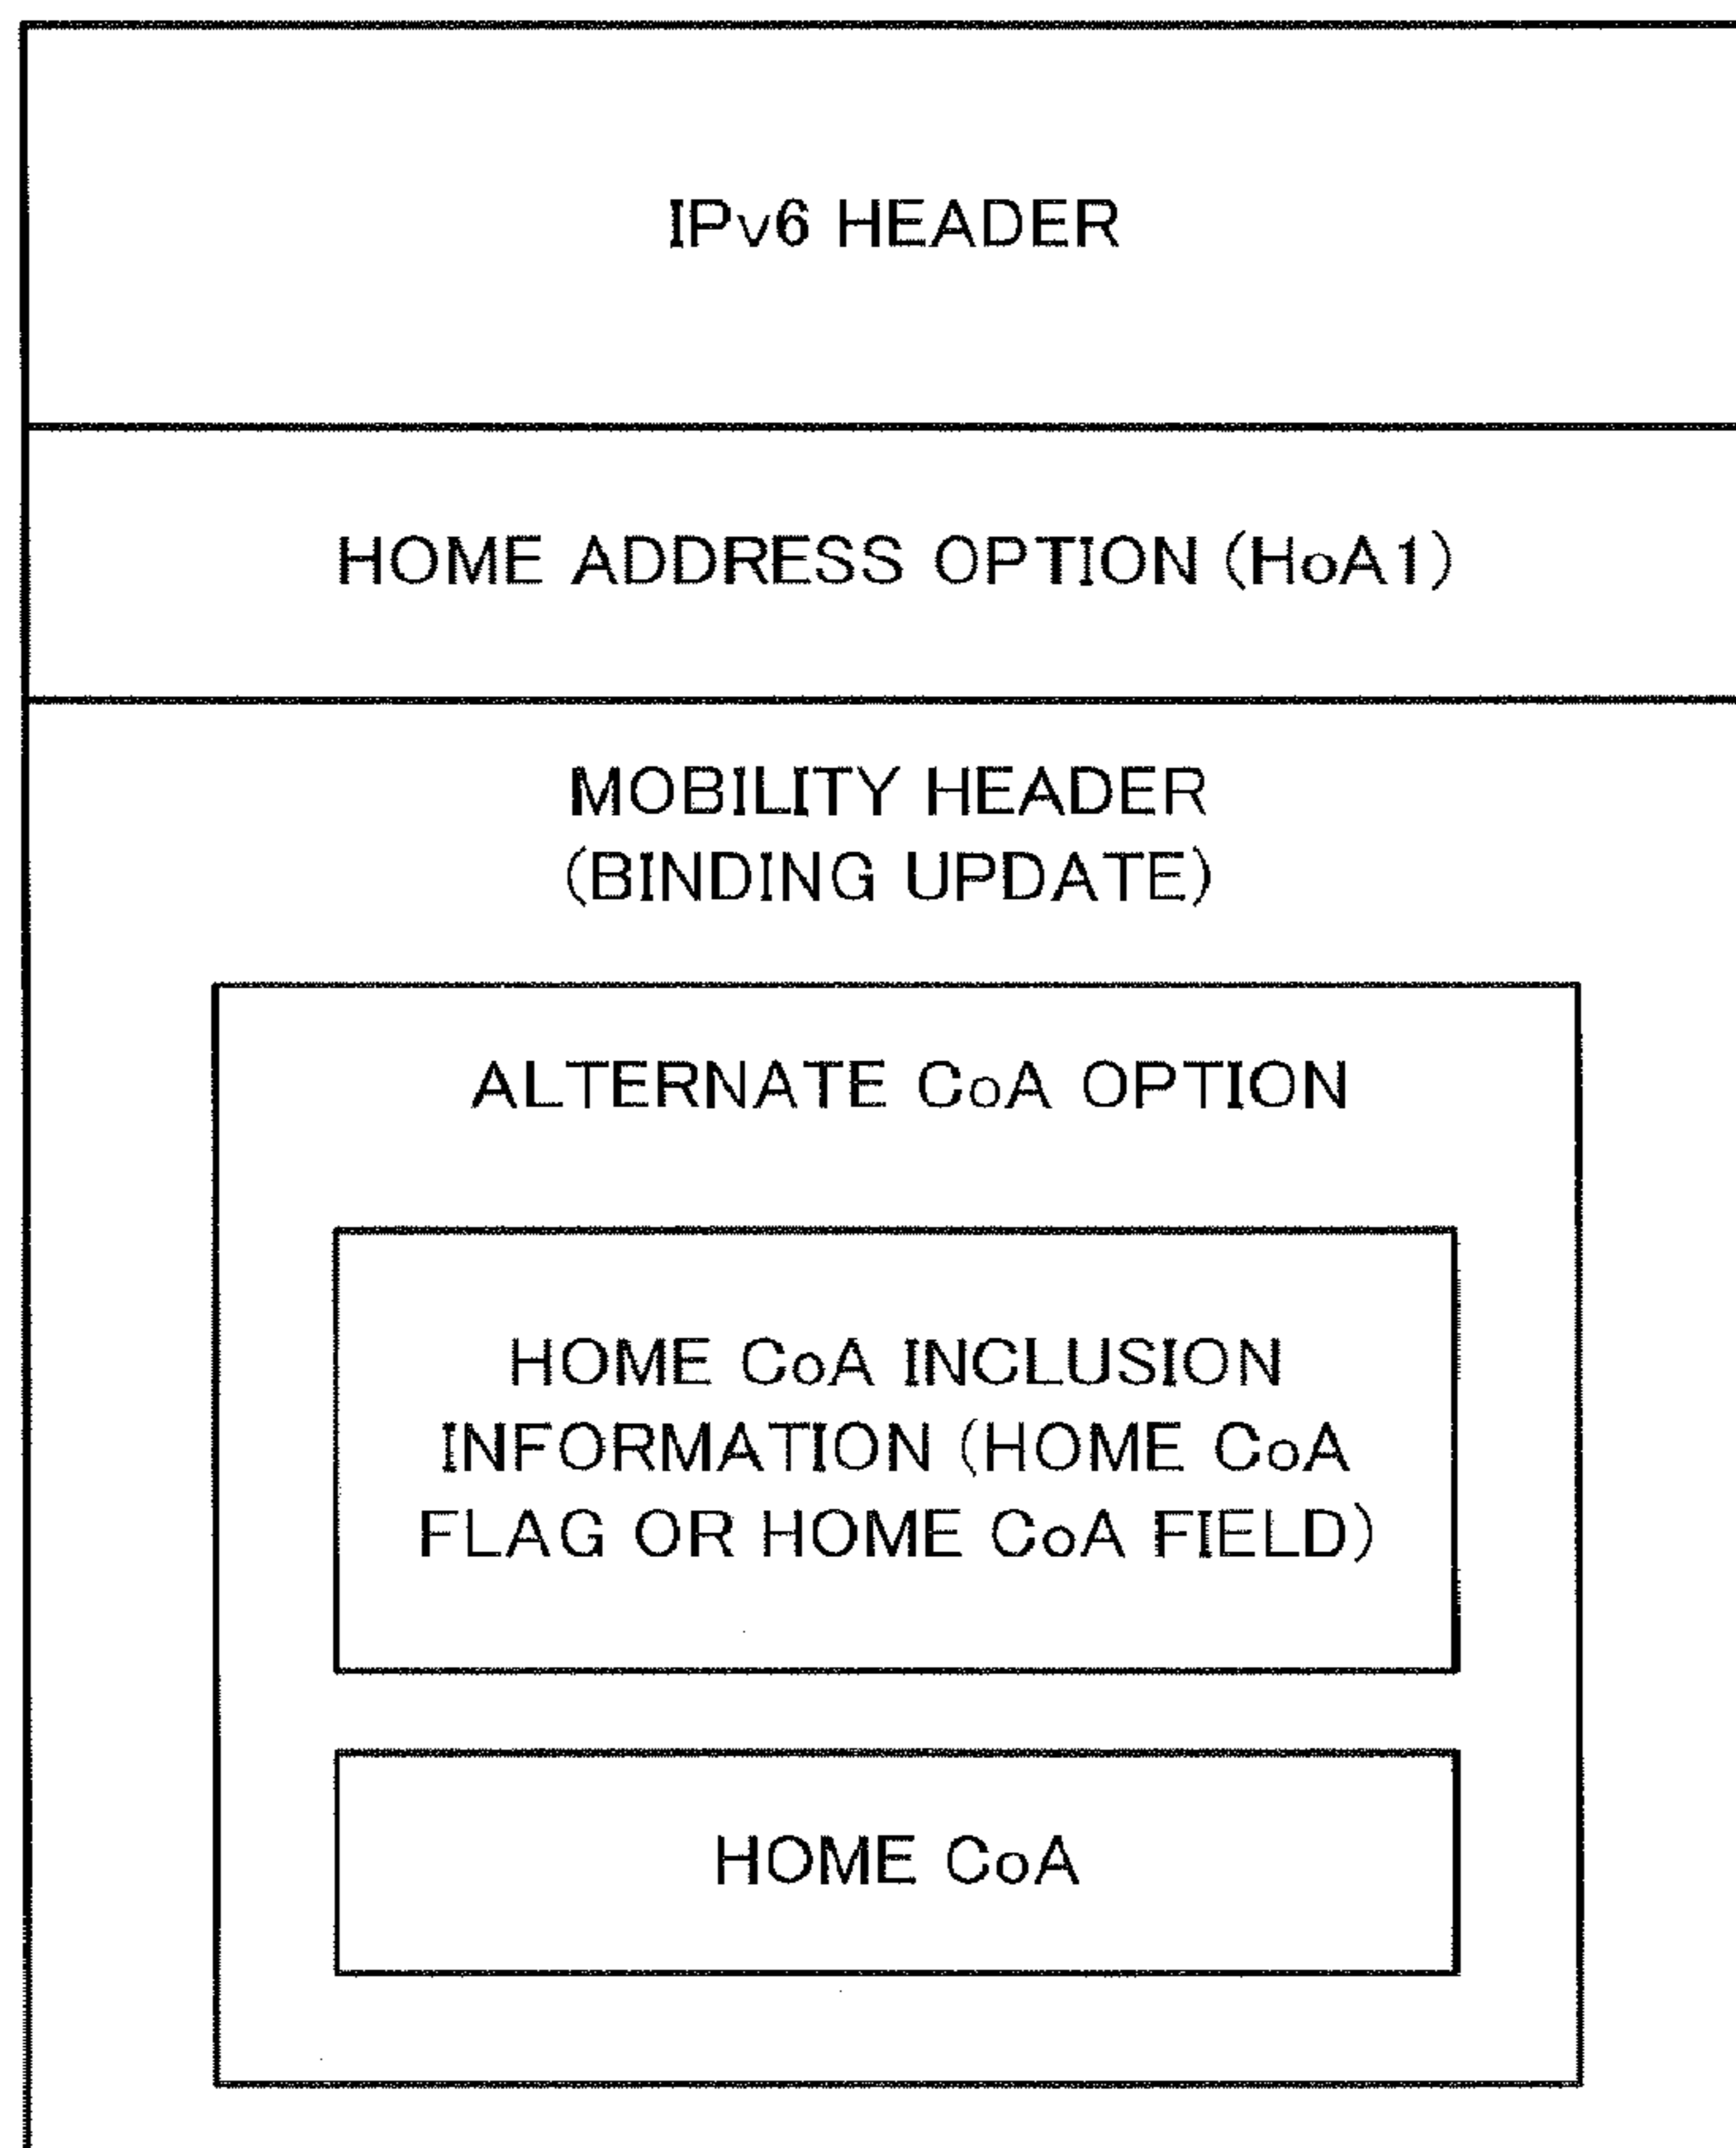 IPv6 HEADER
HOME ADDRESS OPTION (HoA1)
MOBILITY HEADER
(BINDING UPDATE)
ALTERNATE CoA OPTION
HOME CoA INCLUSION
INFORMATION (HOME CoA
FLAG OR HOME CoA FIELD)
HOME CoA